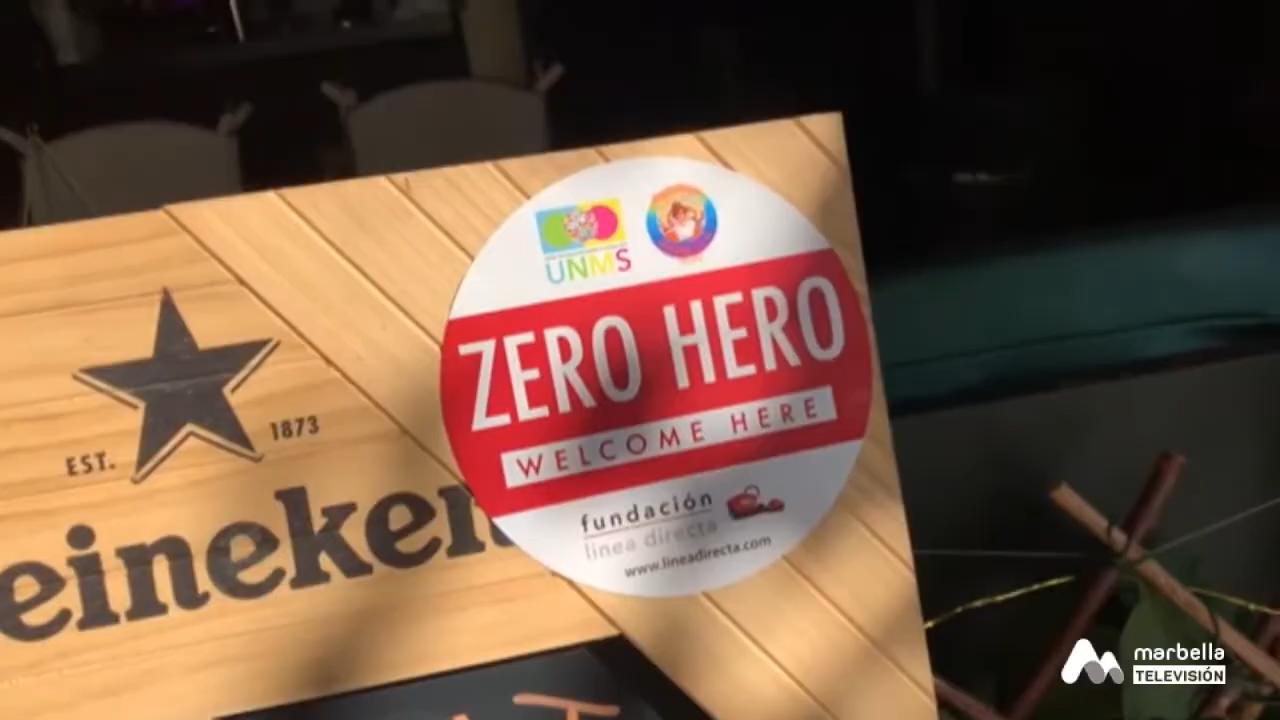 UNMS
ZERO HERO
WELCOME HERE
fundación
línea directa
www.lineadirecta.com
EST.
1873
eineken
marbella
TELEVISIÓN